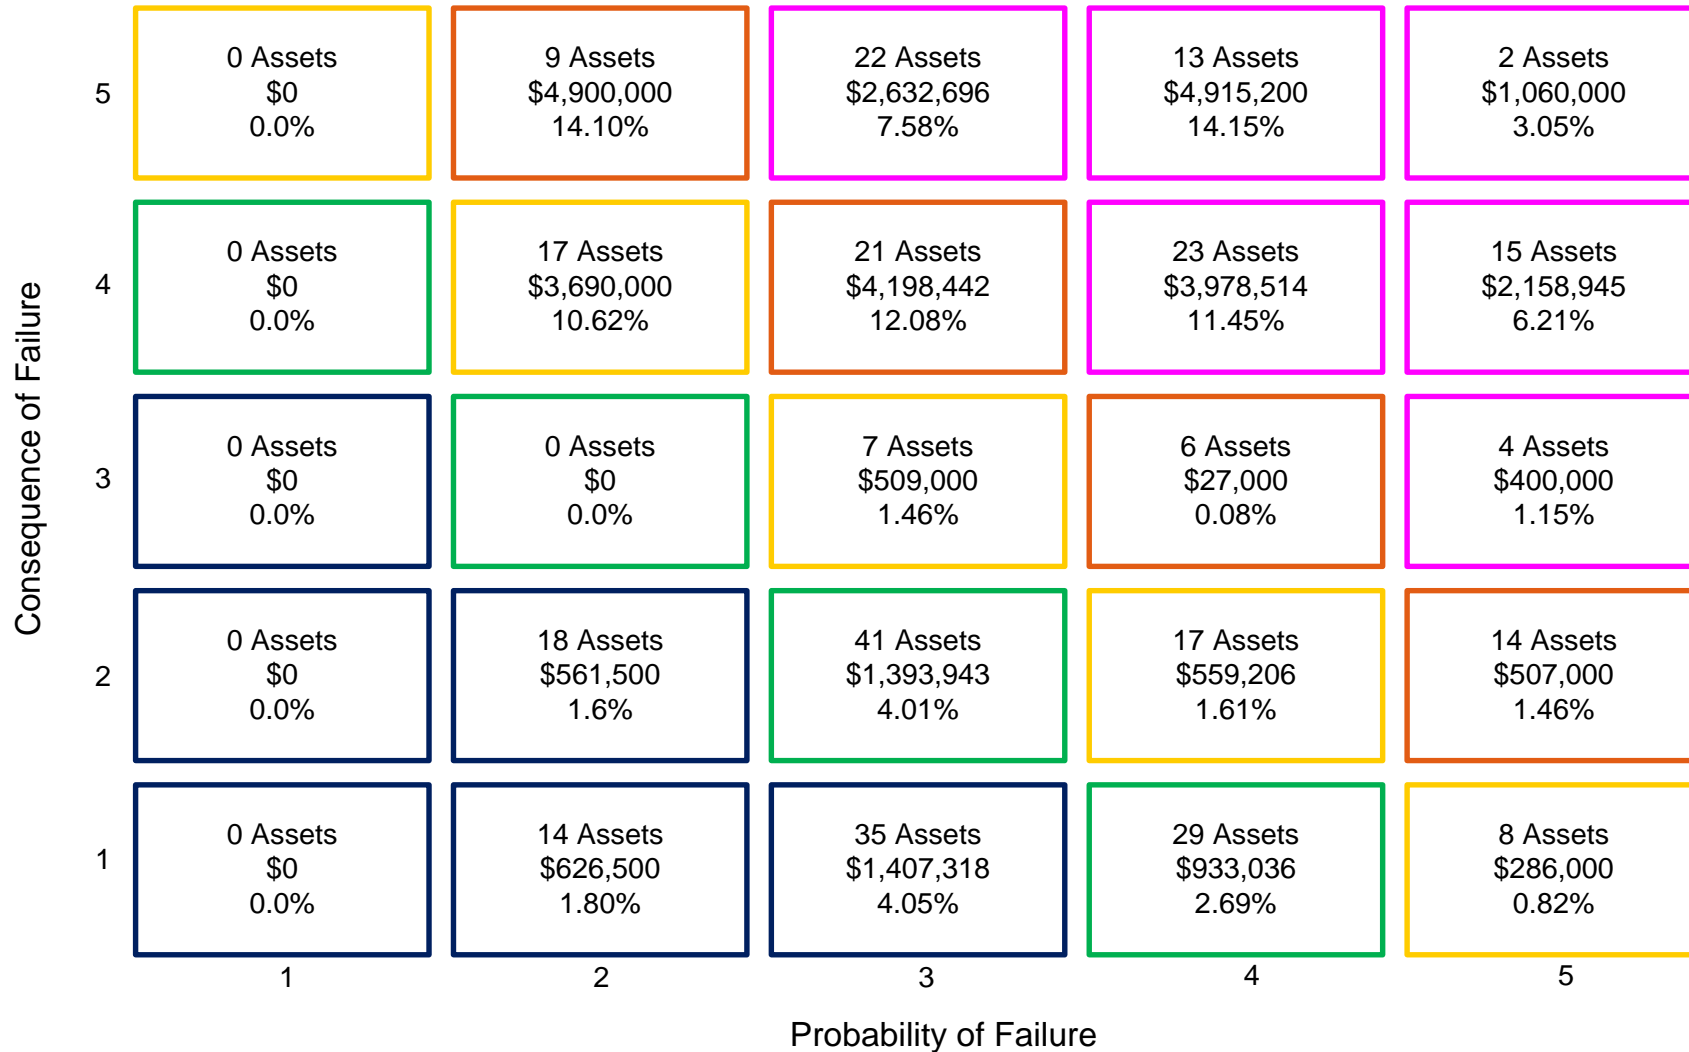 5
0 Assets
$0
0.0%
9 Assets
$4,900,000
14.10%
22 Assets
$2,632,696
7.58%
13 Assets
$4,915,200
14.15%
2 Assets
$1,060,000
3.05%
4
0 Assets
$0
0.0%
17 Assets
$3,690,000
10.62%
21 Assets
$4,198,442
12.08%
23 Assets
$3,978,514
11.45%
15 Assets
$2,158,945
6.21%
Consequence of Failure
3
0 Assets
$0
0.0%
0 Assets
$0
0.0%
7 Assets
$509,000
1.46%
6 Assets
$27,000
0.08%
4 Assets
$400,000
1.15%
2
0 Assets
$0
0.0%
18 Assets
$561,500
1.6%
41 Assets
$1,393,943
4.01%
17 Assets
$559,206
1.61%
14 Assets
$507,000
1.46%
1
0 Assets
$0
0.0%
14 Assets
$626,500
1.80%
35 Assets
$1,407,318
4.05%
29 Assets
$933,036
2.69%
8 Assets
$286,000
0.82%
1
2
3
4
5
Probability of Failure